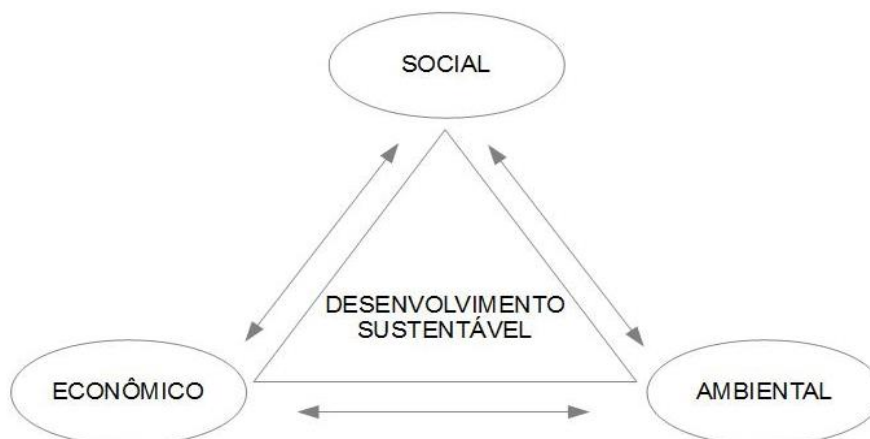 SOCIAL
DESENVOLVIMENTO
SUSTENTÁVEL
ECONÔMICO
AMBIENTAL